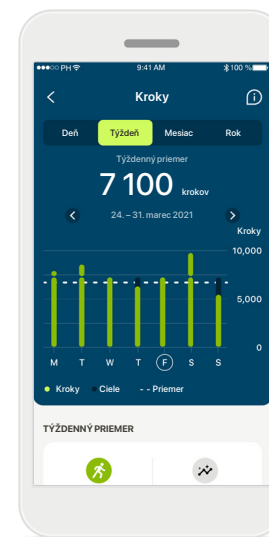 PH 9:41 AM 100 %
Kroky
Deň Týždeň Mesiac Rok
Týždenný priemer
7 100 krokov
24. – 31. marec 2021
Kroky
10,000
5,000
0
M T W T F S S
Kroky Ciele - - Priemer
TÝŽDENNÝ PRIEMER